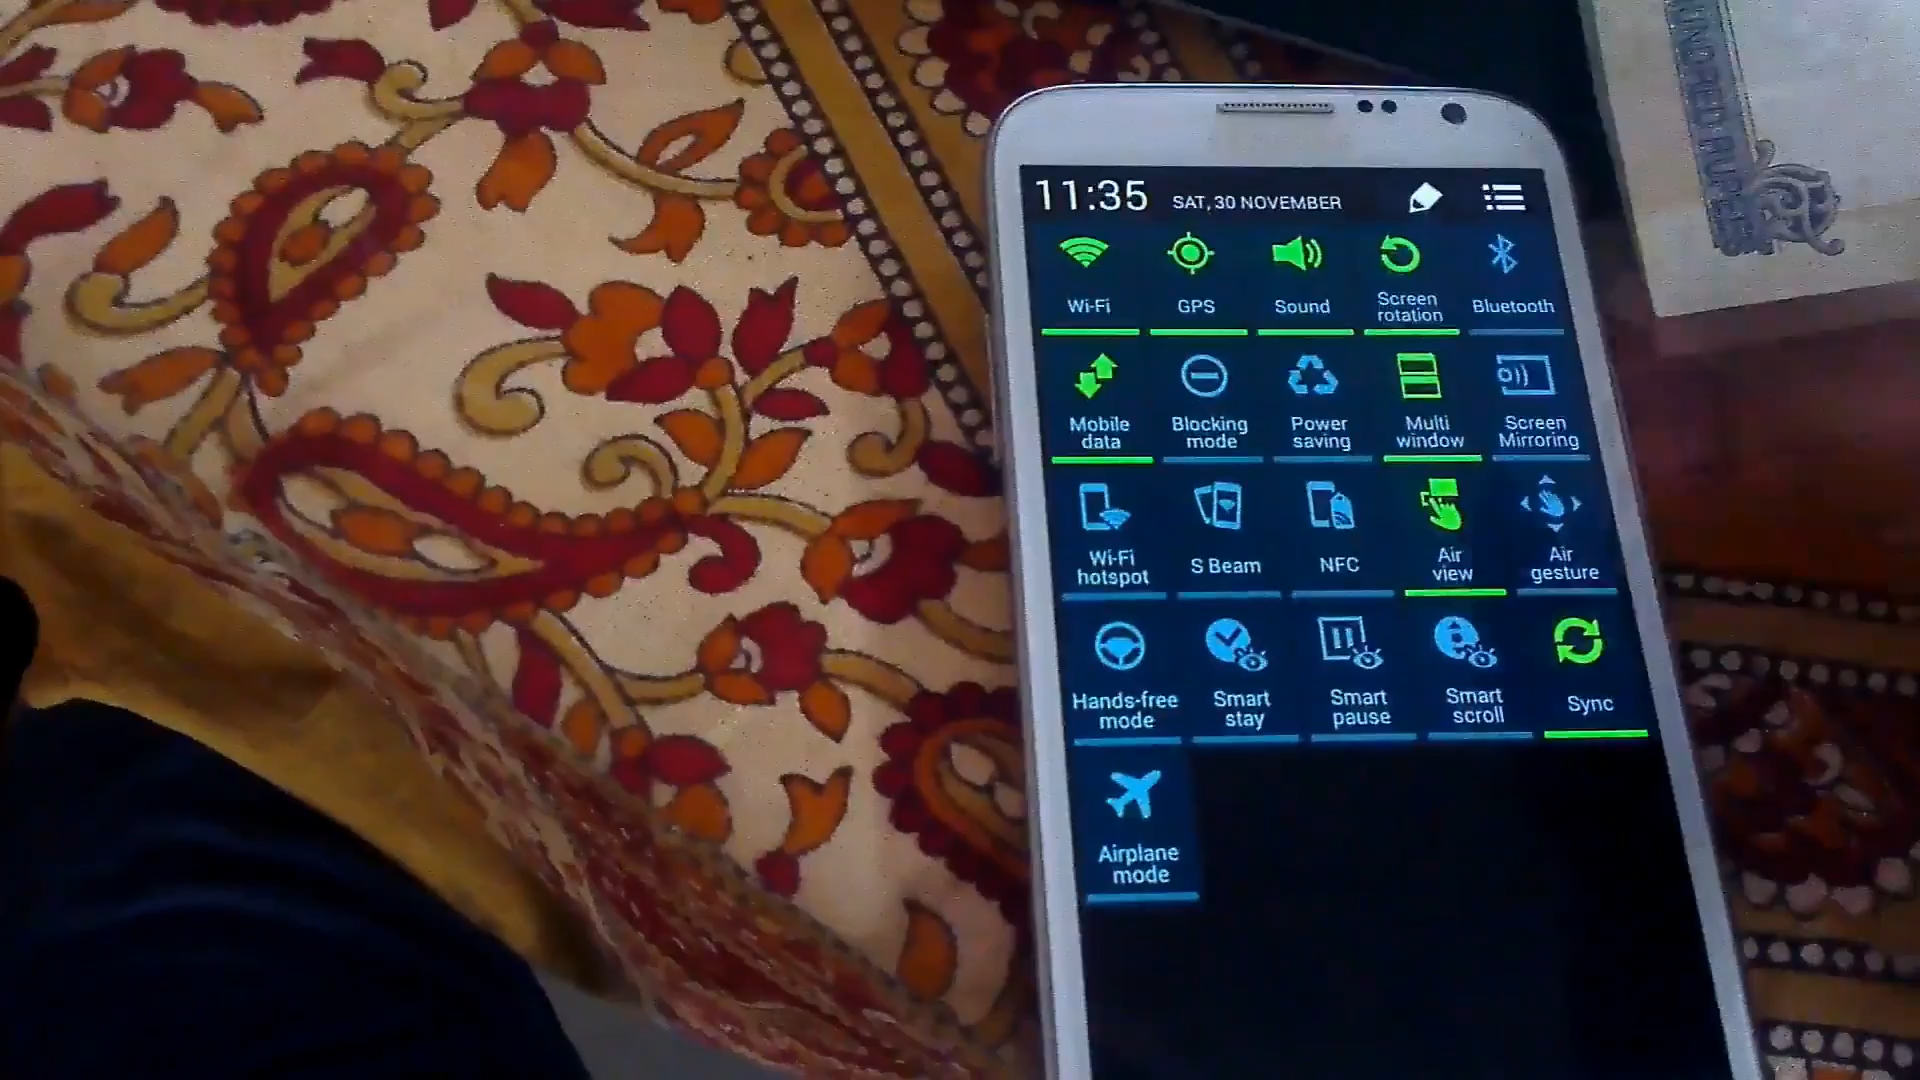 11:35 SAT, 30 NOVEMBER
Wi-Fi GPS Sound Screen rotation Bluetooth
Mobile data Blocking mode Power saving Multi window Screen Mirroring
Wi-Fi hotspot S Beam NFC Air view Air gesture
Hands-free mode Smart stay Smart pause Smart scroll Sync
Airplane mode
HUNDRED RUPEES